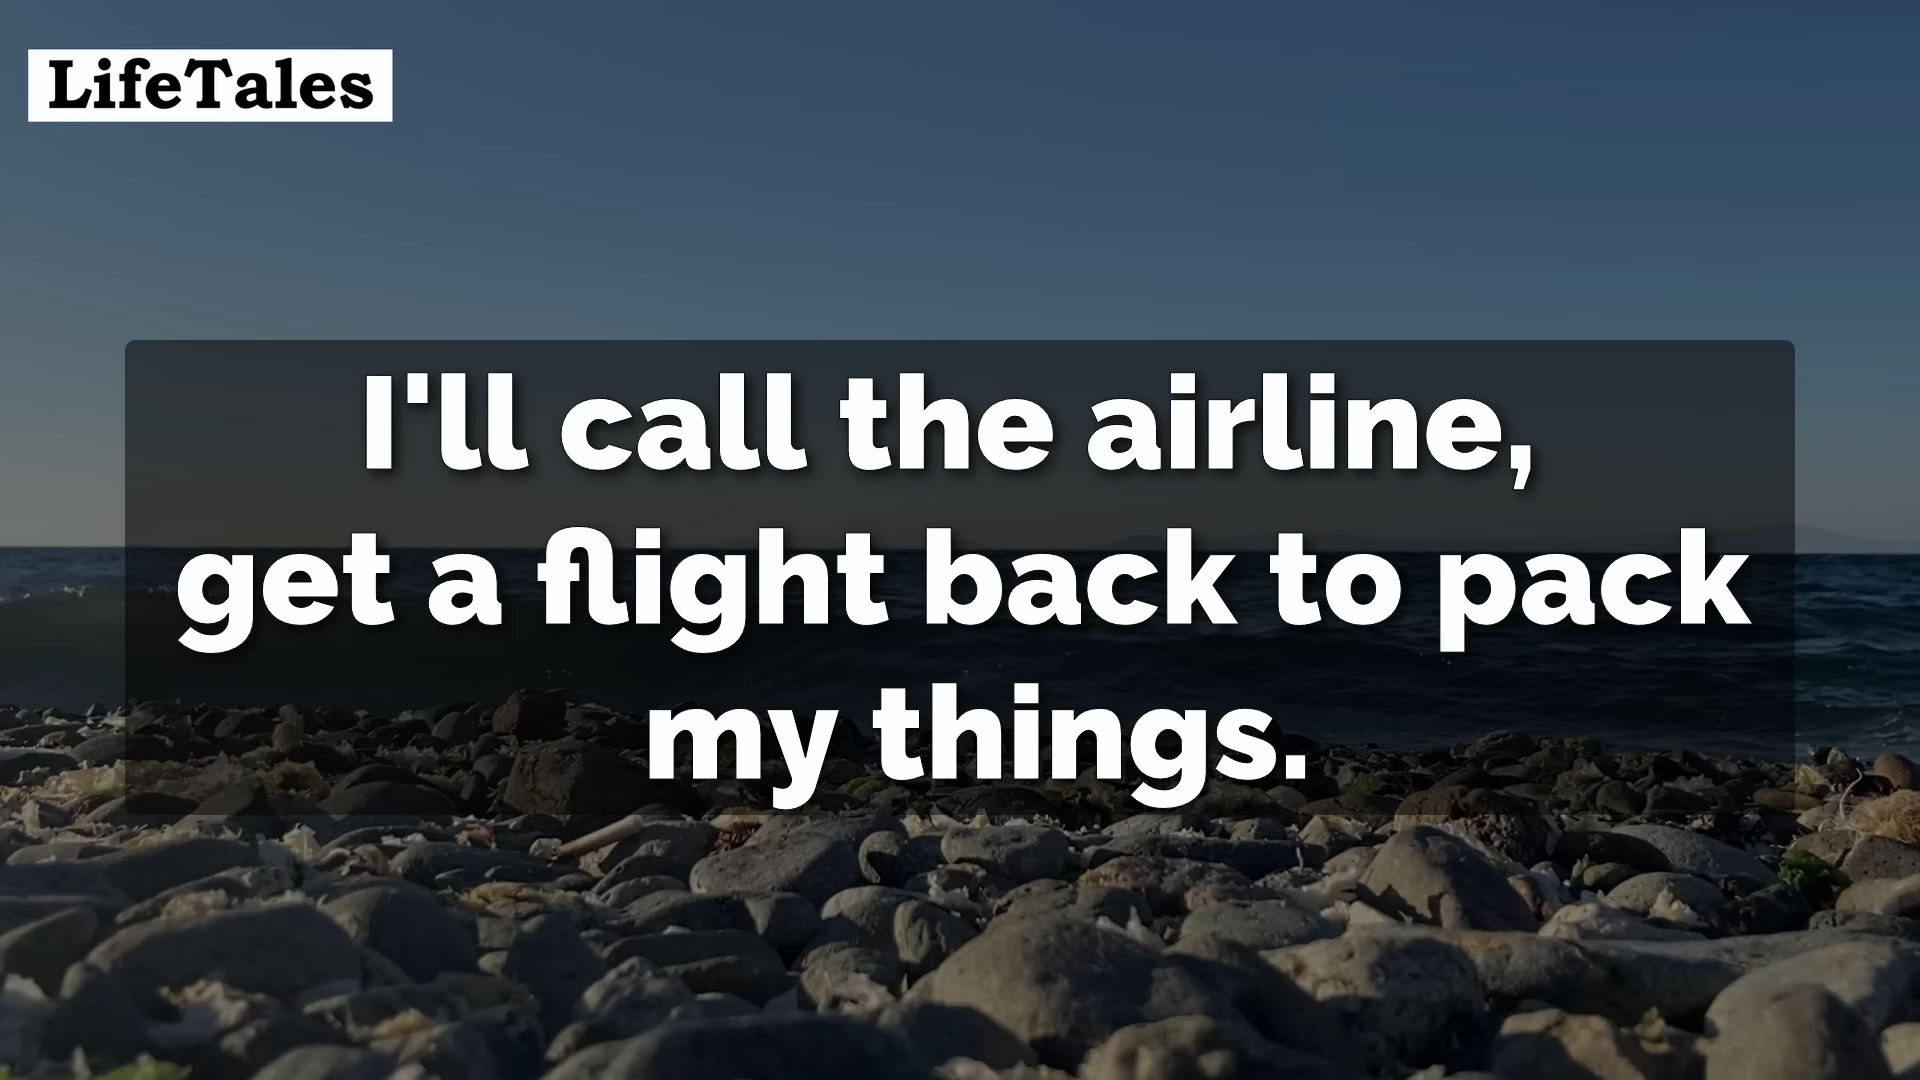 LifeTales
I'll call the airline,
get a flight back to pack
my things.